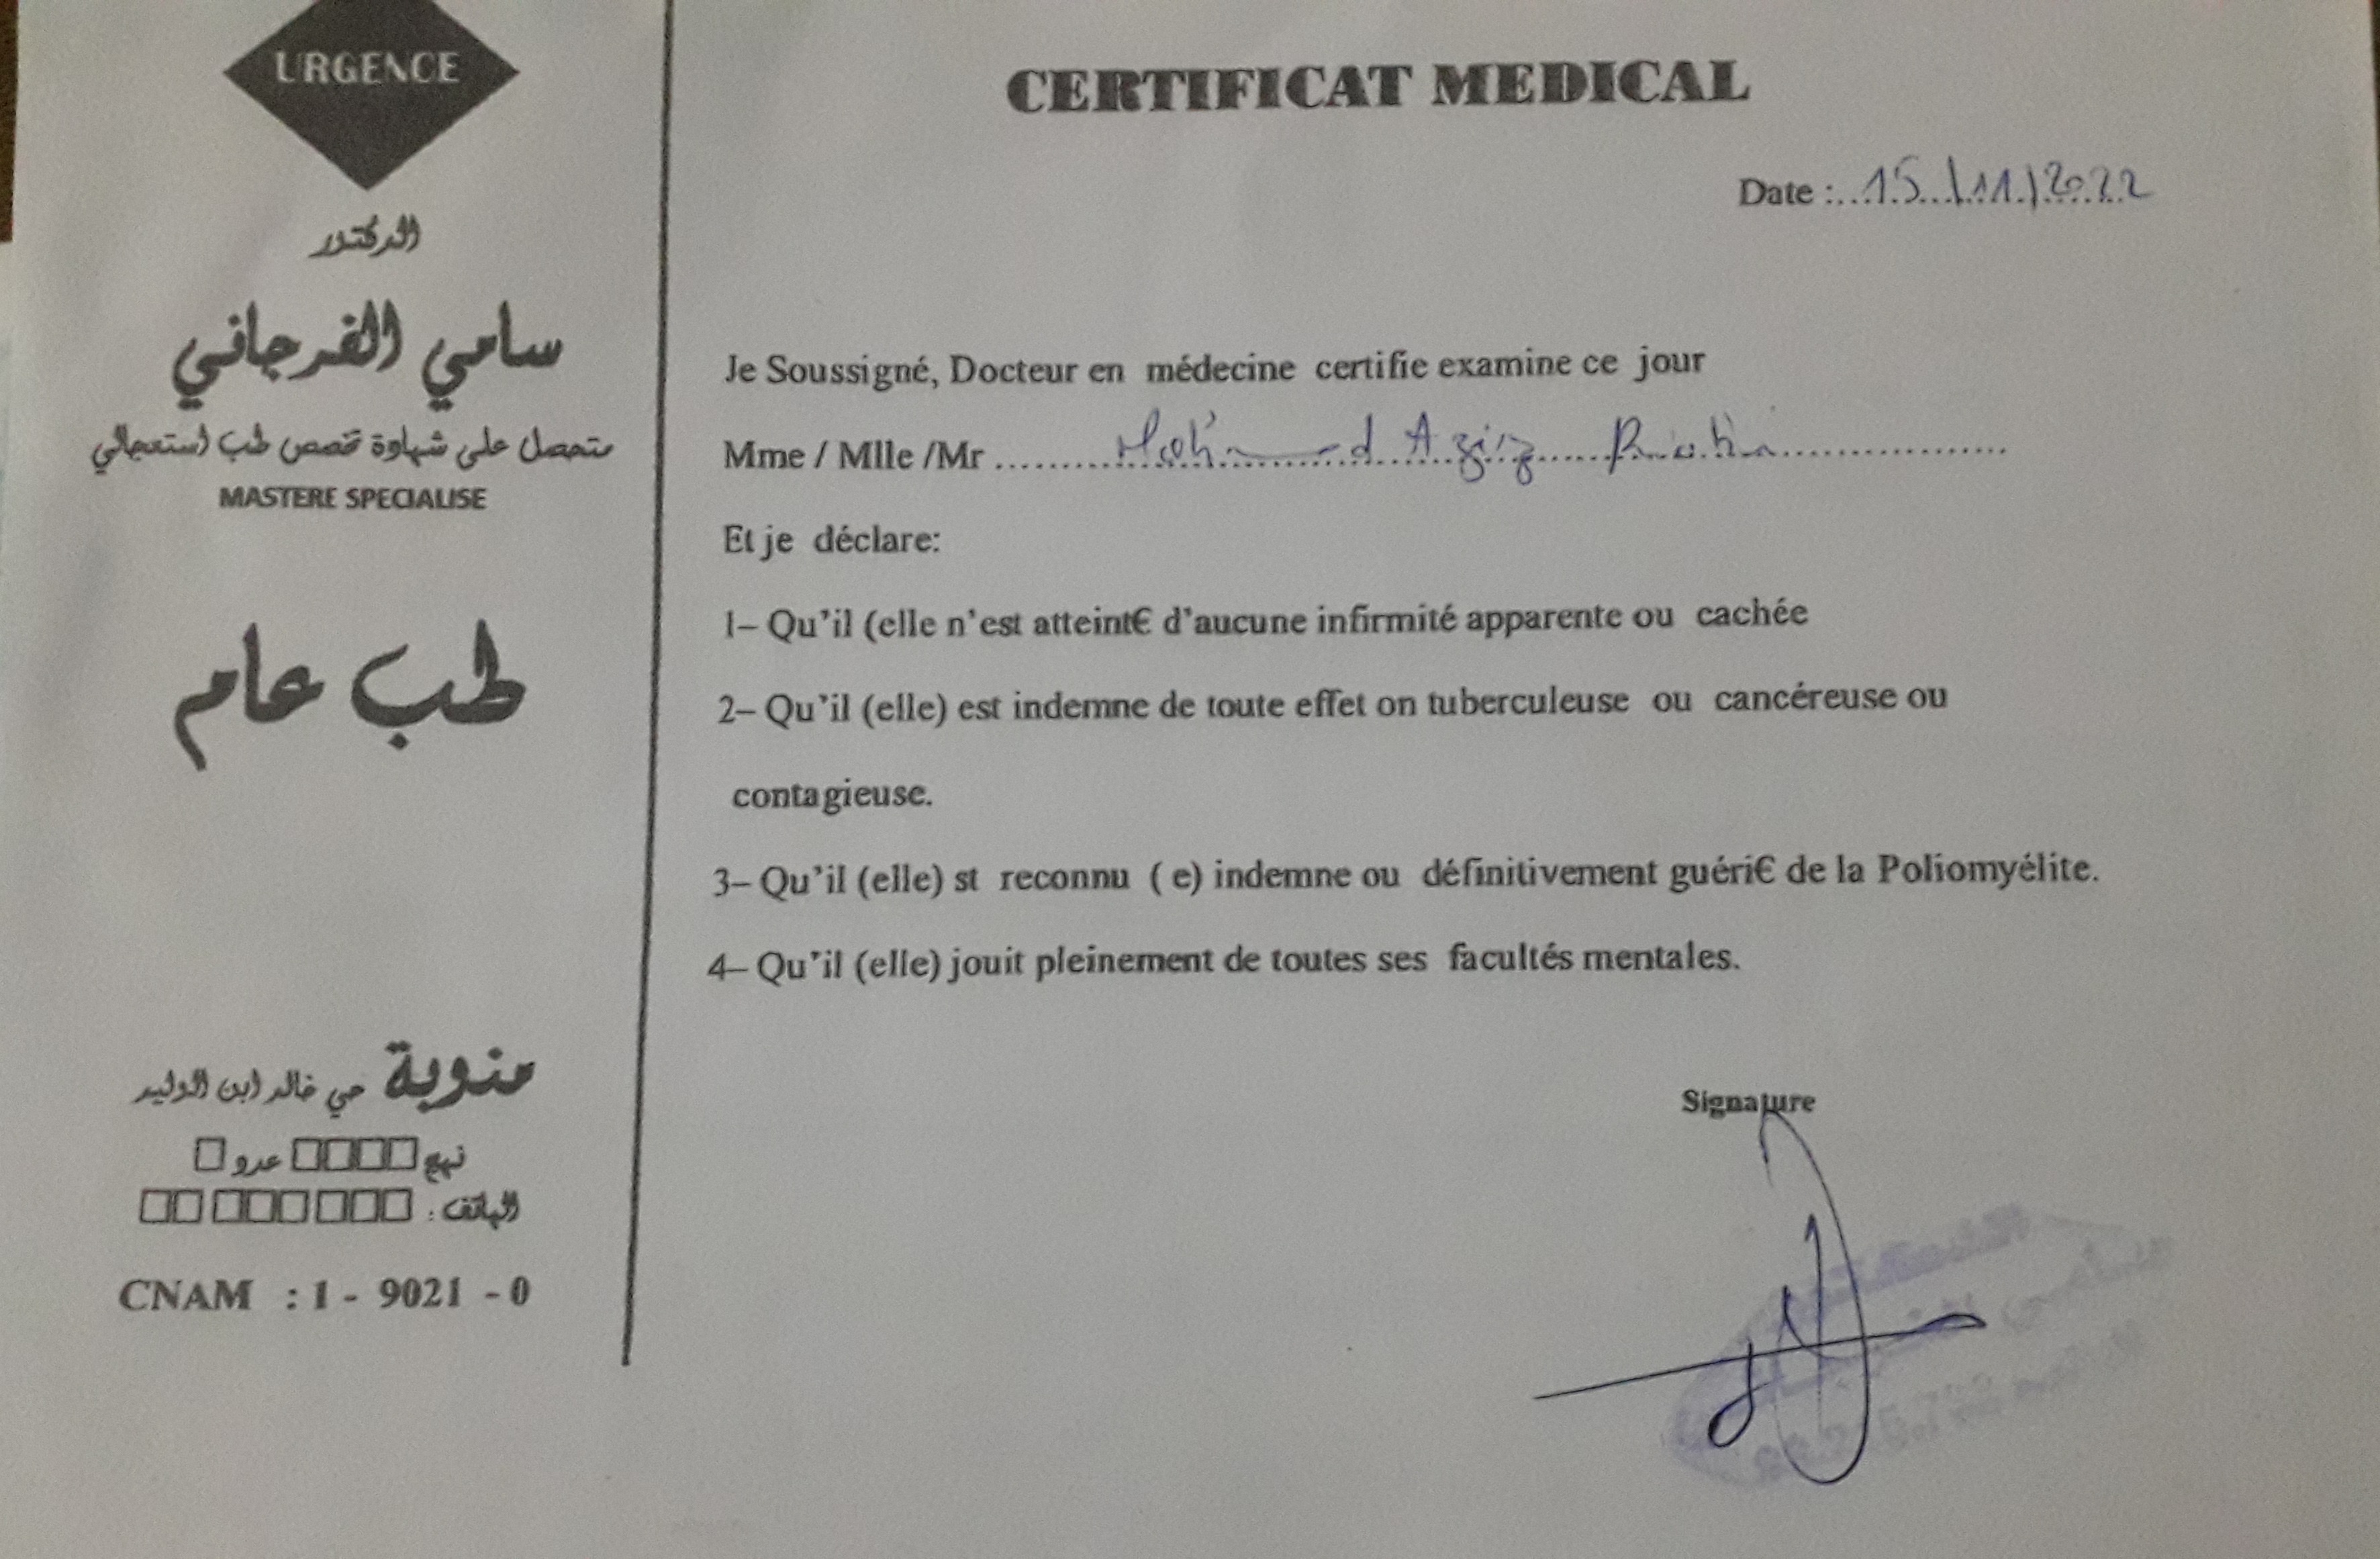 URGENCE
الدكتور
سامي الفرجاني
متحصل على شهادة تخصص طب إستعجالي
MASTERE SPECIALISE
طب عام
منوبة حي خالد ابن الوليد
نهج □□□□ عدد □
الهاتف : □□□ □□□ □□
CNAM : 1 - 9021 - 0
CERTIFICAT MEDICAL
Date :...15...|11.|2022
Je Soussigné, Docteur en médecine certifie examine ce jour
Mme / Mlle /Mr ........ Aziz ........
Et je déclare:
1– Qu'il (elle n'est atteint€ d'aucune infirmité apparente ou cachée
2– Qu'il (elle) est indemne de toute effet on tuberculeuse ou cancéreuse ou
contagieuse.
3– Qu'il (elle) st reconnu ( e) indemne ou définitivement guéri€ de la Poliomyélite.
4– Qu'il (elle) jouit pleinement de toutes ses facultés mentales.
Signature